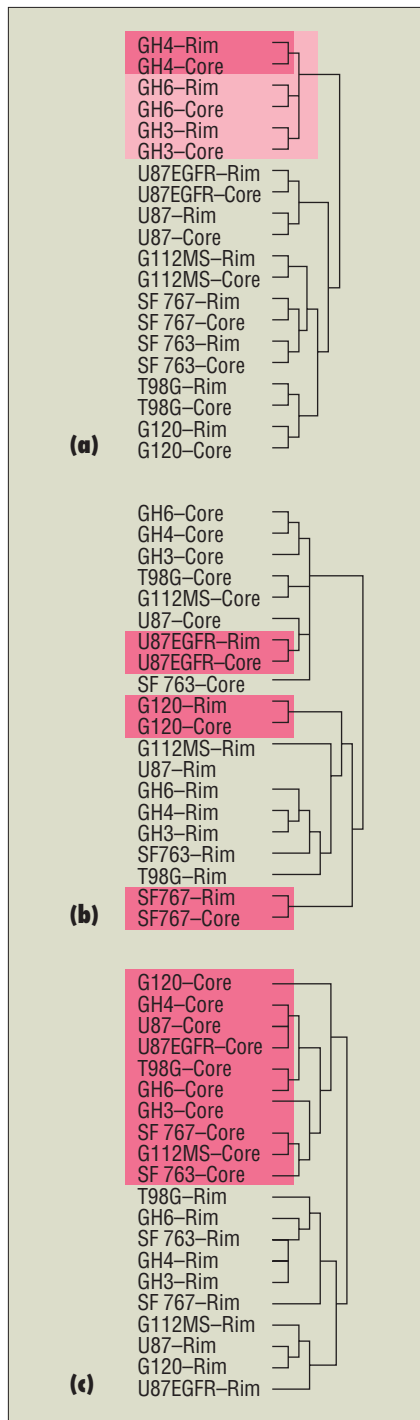 GH4–Rim
GH4–Core
GH6–Rim
GH6–Core
GH3–Rim
GH3–Core
U87EGFR–Rim
U87EGFR–Core
U87–Rim
U87–Core
G112MS–Rim
G112MS–Core
SF 767–Rim
SF 767–Core
SF 763–Rim
SF 763–Core
T98G–Rim
T98G–Core
G120–Rim
G120–Core
(a)
GH6–Core
GH4–Core
GH3–Core
T98G–Core
G112MS–Core
U87–Core
U87EGFR–Rim
U87EGFR–Core
SF 763–Core
G120–Rim
G120–Core
G112MS–Rim
U87–Rim
GH6–Rim
GH4–Rim
GH3–Rim
SF763–Rim
T98G–Rim
SF767–Rim
SF767–Core
(b)
G120–Core
GH4–Core
U87–Core
U87EGFR–Core
T98G–Core
GH6–Core
GH3–Core
SF 767–Core
G112MS–Core
SF 763–Core
T98G–Rim
GH6–Rim
SF 763–Rim
GH4–Rim
GH3–Rim
SF 767–Rim
G112MS–Rim
U87–Rim
G120–Rim
U87EGFR–Rim
(c)